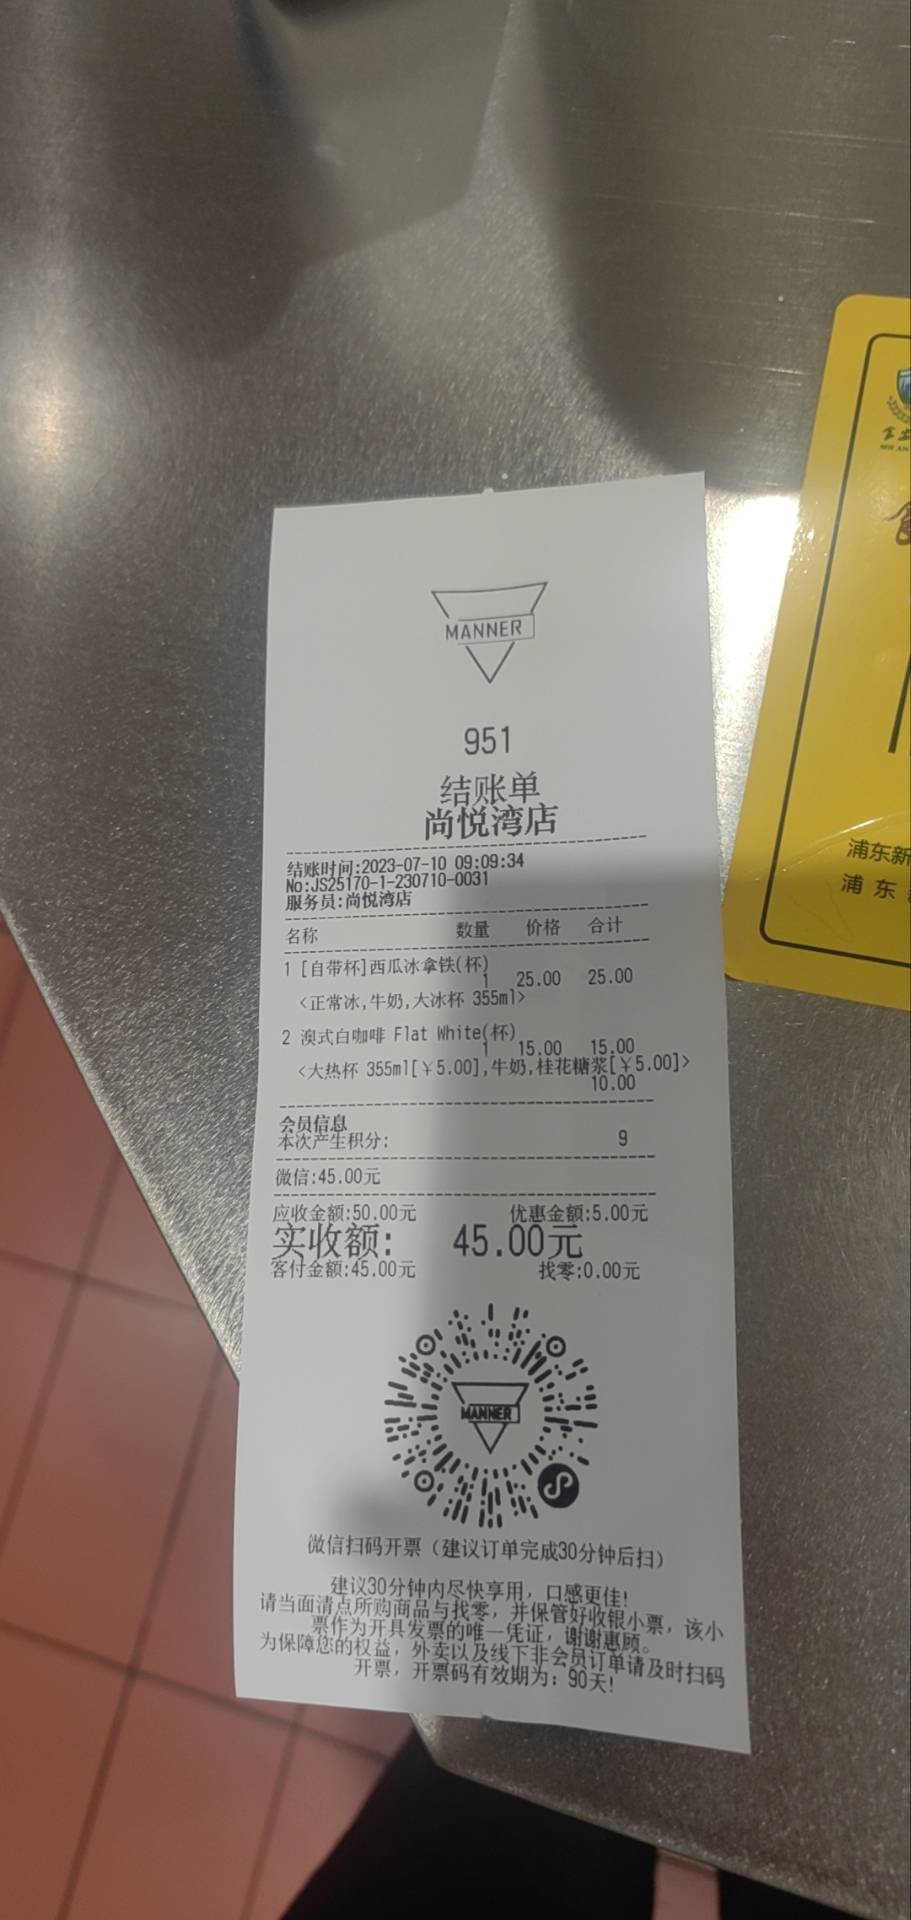 MANNER
951
结账单
尚悦湾店
结账时间:2023-07-10 09:09:34
No:JS25170-1-230710-0031
服务员:尚悦湾店
名称 数量 价格 合计
1 [自带杯]西瓜冰拿铁(杯)
1 25.00 25.00
<正常冰,牛奶,大冰杯 355ml>
2 澳式白咖啡 Flat White(杯)
1 15.00 15.00
<大热杯 355ml[￥5.00],牛奶,桂花糖浆[￥5.00]>
10.00
会员信息
本次产生积分: 9
微信:45.00元
应收金额:50.00元 优惠金额:5.00元
实收额: 45.00元
客付金额:45.00元 找零:0.00元
MANNER
微信扫码开票（建议订单完成30分钟后扫）
建议30分钟内尽快享用，口感更佳!
请当面清点所购商品与找零，并保管好收银小票，该小
票作为开具发票的唯一凭证，谢谢惠顾。
为保障您的权益，外卖以及线下非会员订单请及时扫码
开票，开票码有效期为：90天!
浦东新
浦东